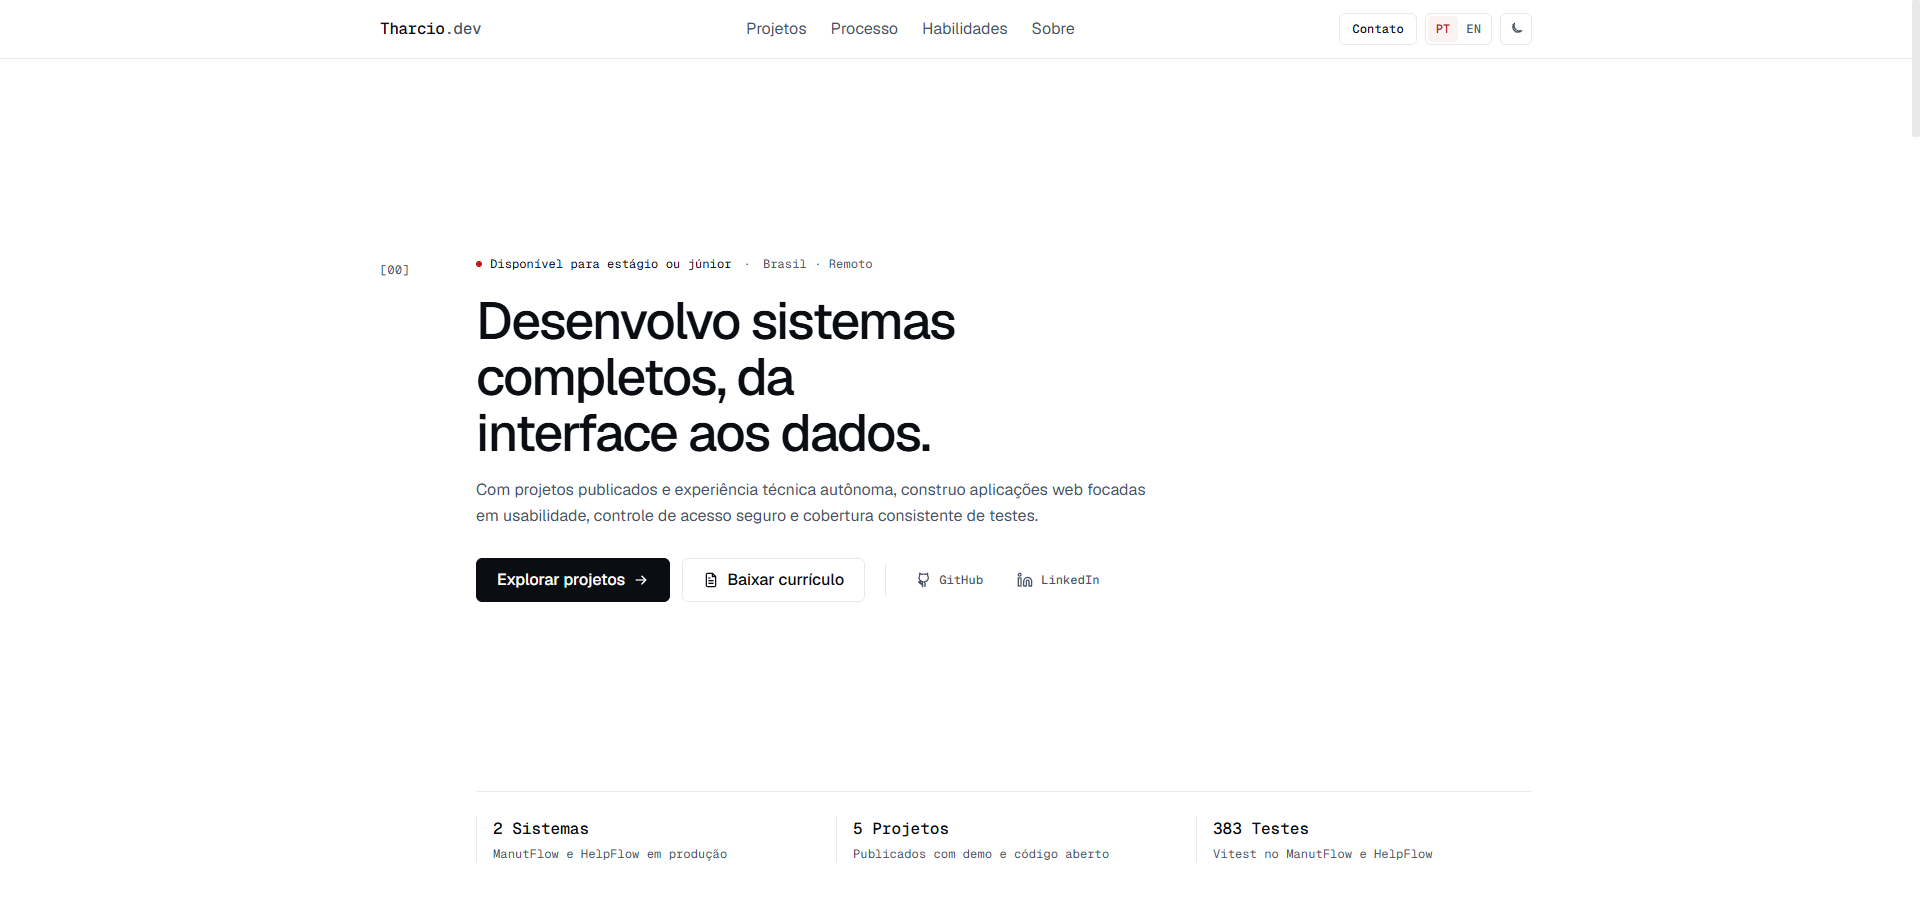 Tharcio.dev
Projetos
Processo
Habilidades
Sobre
Contato
PT
EN
[00]
Disponível para estágio ou júnior · Brasil · Remoto
Desenvolvo sistemas
completos, da
interface aos dados.
Com projetos publicados e experiência técnica autônoma, construo aplicações web focadas
em usabilidade, controle de acesso seguro e cobertura consistente de testes.
Explorar projetos →
Baixar currículo
GitHub
LinkedIn
2 Sistemas
ManutFlow e HelpFlow em produção
5 Projetos
Publicados com demo e código aberto
383 Testes
Vitest no ManutFlow e HelpFlow